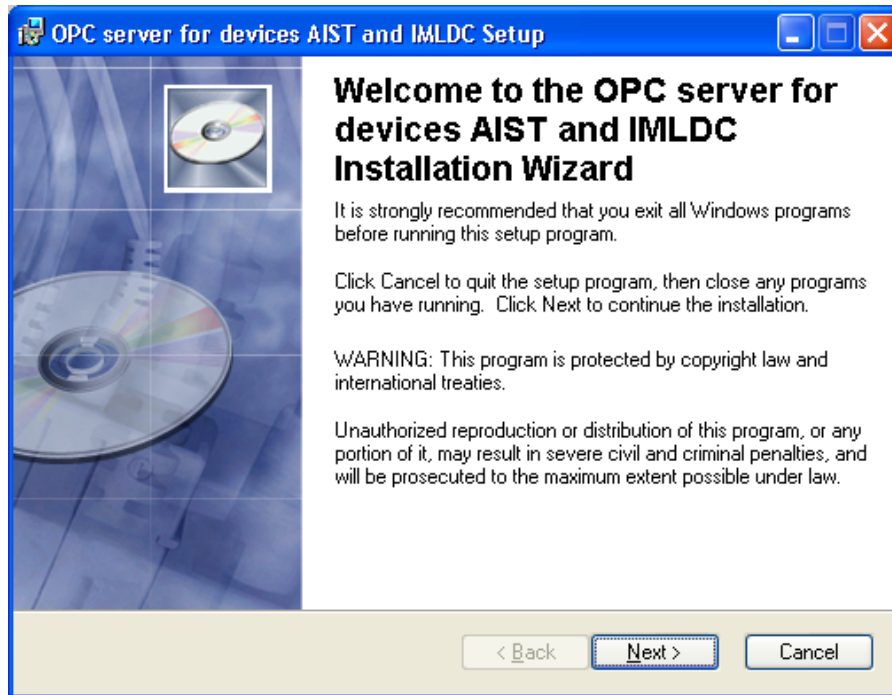 OPC server for devices AIST and IMLDC Setup
Welcome to the OPC server for
devices AIST and IMLDC
Installation Wizard
It is strongly recommended that you exit all Windows programs
before running this setup program.
Click Cancel to quit the setup program, then close any programs
you have running.  Click Next to continue the installation.
WARNING: This program is protected by copyright law and
international treaties.
Unauthorized reproduction or distribution of this program, or any
portion of it, may result in severe civil and criminal penalties, and
will be prosecuted to the maximum extent possible under law.
< Back Next > Cancel